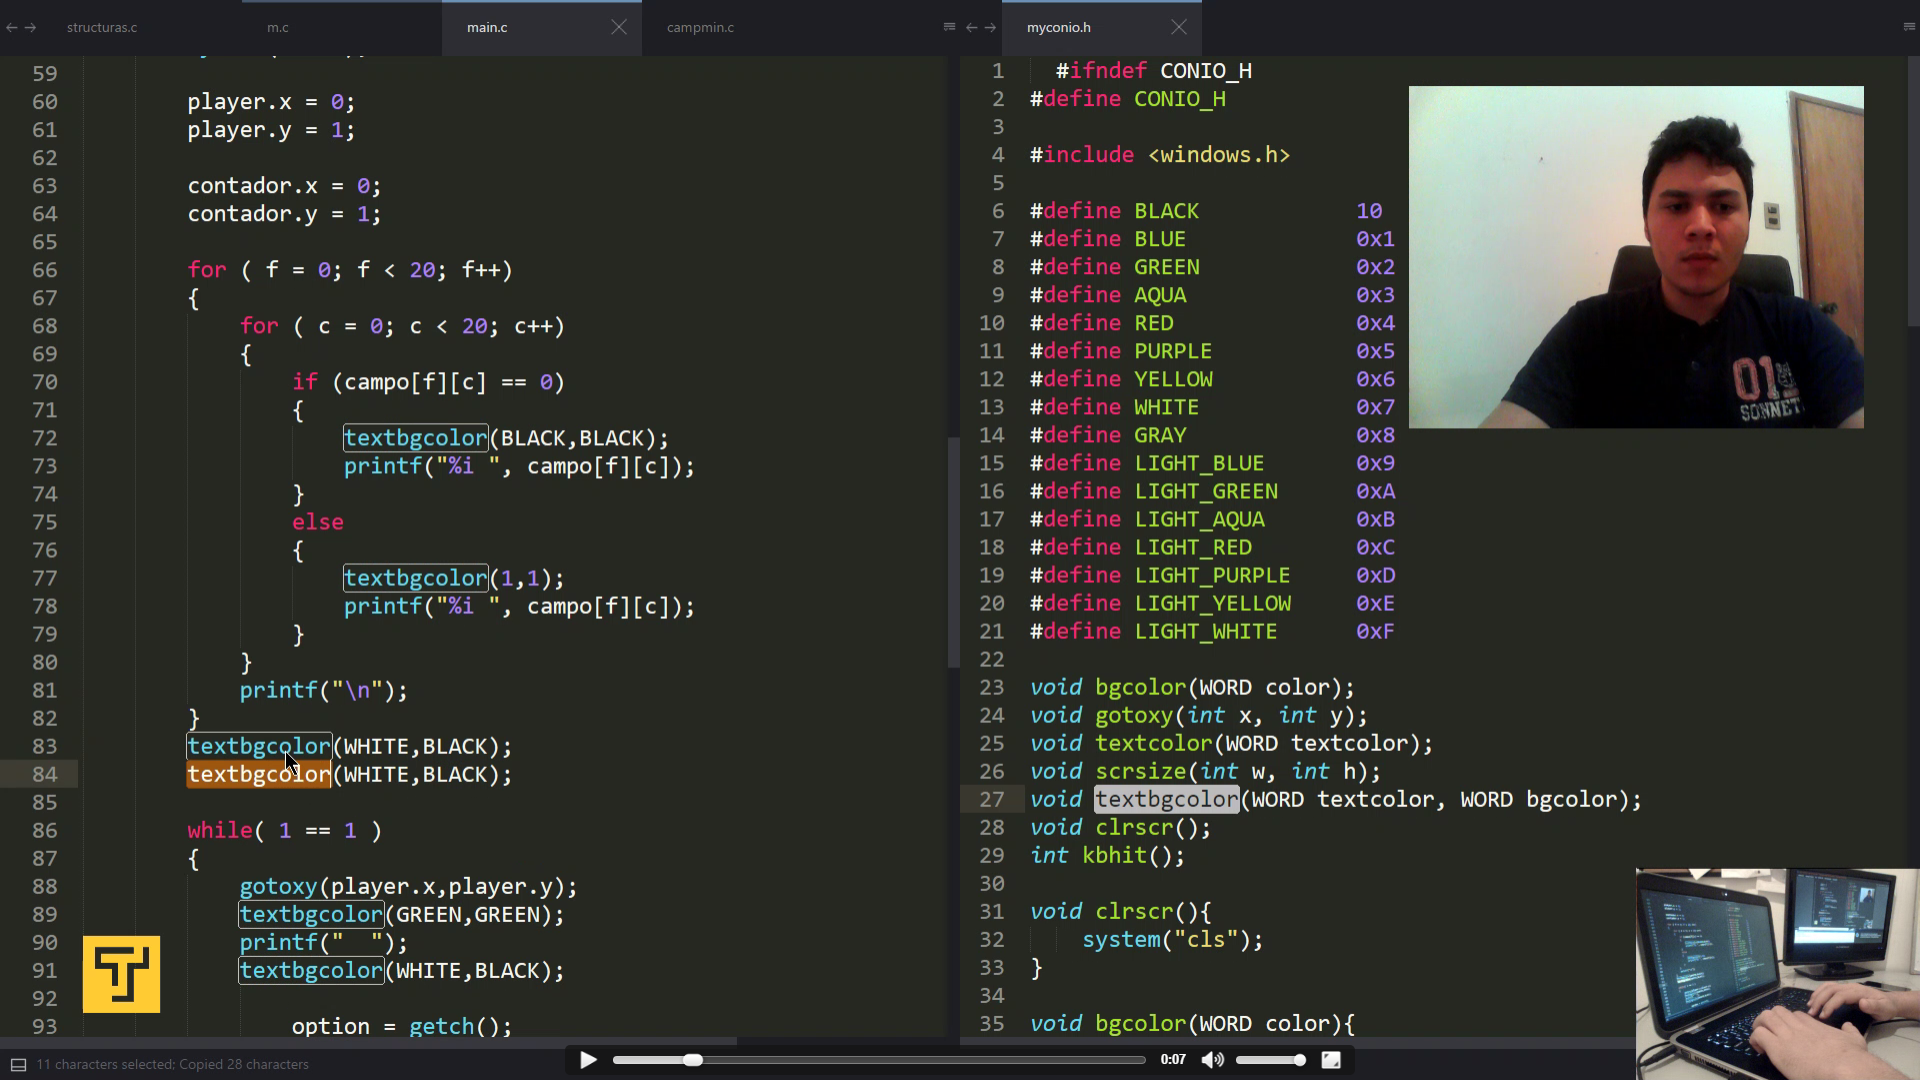 structuras.c
m.c
main.c
campmin.c
59
60 player.x = 0;
61 player.y = 1;
62
63 contador.x = 0;
64 contador.y = 1;
65
66 for ( f = 0; f < 20; f++)
67 {
68 for ( c = 0; c < 20; c++)
69 {
70 if (campo[f][c] == 0)
71 {
72 textbgcolor(BLACK,BLACK);
73 printf("%i ", campo[f][c]);
74 }
75 else
76 {
77 textbgcolor(1,1);
78 printf("%i ", campo[f][c]);
79 }
80 }
81 printf("\n");
82 }
83 textbgcolor(WHITE,BLACK);
84 textbgcolor(WHITE,BLACK);
85
86 while( 1 == 1 )
87 {
88 gotoxy(player.x,player.y);
89 textbgcolor(GREEN,GREEN);
90 printf("  ");
91 textbgcolor(WHITE,BLACK);
92
93 option = getch();
myconio.h
1 #ifndef CONIO_H
2 #define CONIO_H
3
4 #include <windows.h>
5
6 #define BLACK 10
7 #define BLUE 0x1
8 #define GREEN 0x2
9 #define AQUA 0x3
10 #define RED 0x4
11 #define PURPLE 0x5
12 #define YELLOW 0x6
13 #define WHITE 0x7
14 #define GRAY 0x8
15 #define LIGHT_BLUE 0x9
16 #define LIGHT_GREEN 0xA
17 #define LIGHT_AQUA 0xB
18 #define LIGHT_RED 0xC
19 #define LIGHT_PURPLE 0xD
20 #define LIGHT_YELLOW 0xE
21 #define LIGHT_WHITE 0xF
22
23 void bgcolor(WORD color);
24 void gotoxy(int x, int y);
25 void textcolor(WORD textcolor);
26 void scrsize(int w, int h);
27 void textbgcolor(WORD textcolor, WORD bgcolor);
28 void clrscr();
29 int kbhit();
30
31 void clrscr(){
32 system("cls");
33 }
34
35 void bgcolor(WORD color){
11 characters selected; Copied 28 characters
0:07